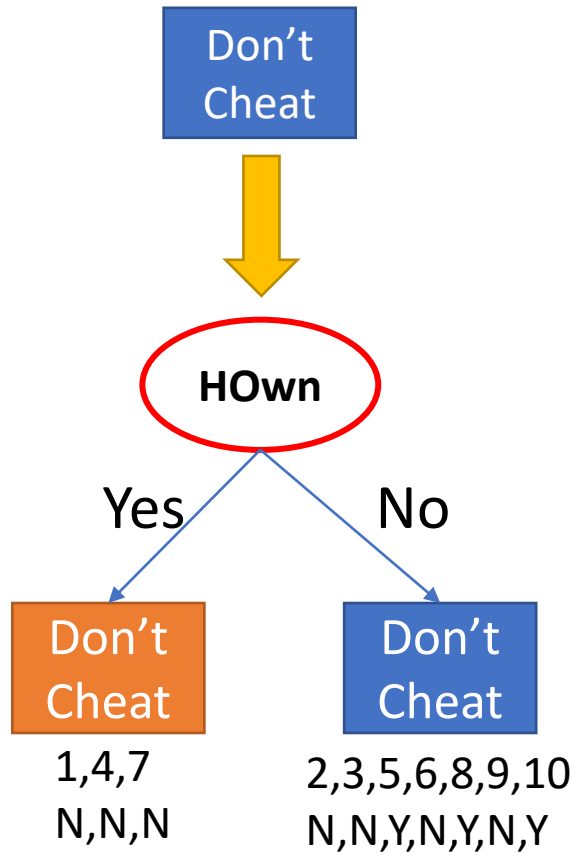 Don’t
Cheat
HOwn
Yes
No
Don’t
Cheat
1,4,7
N,N,N
Don’t
Cheat
2,3,5,6,8,9,10
N,N,Y,N,Y,N,Y